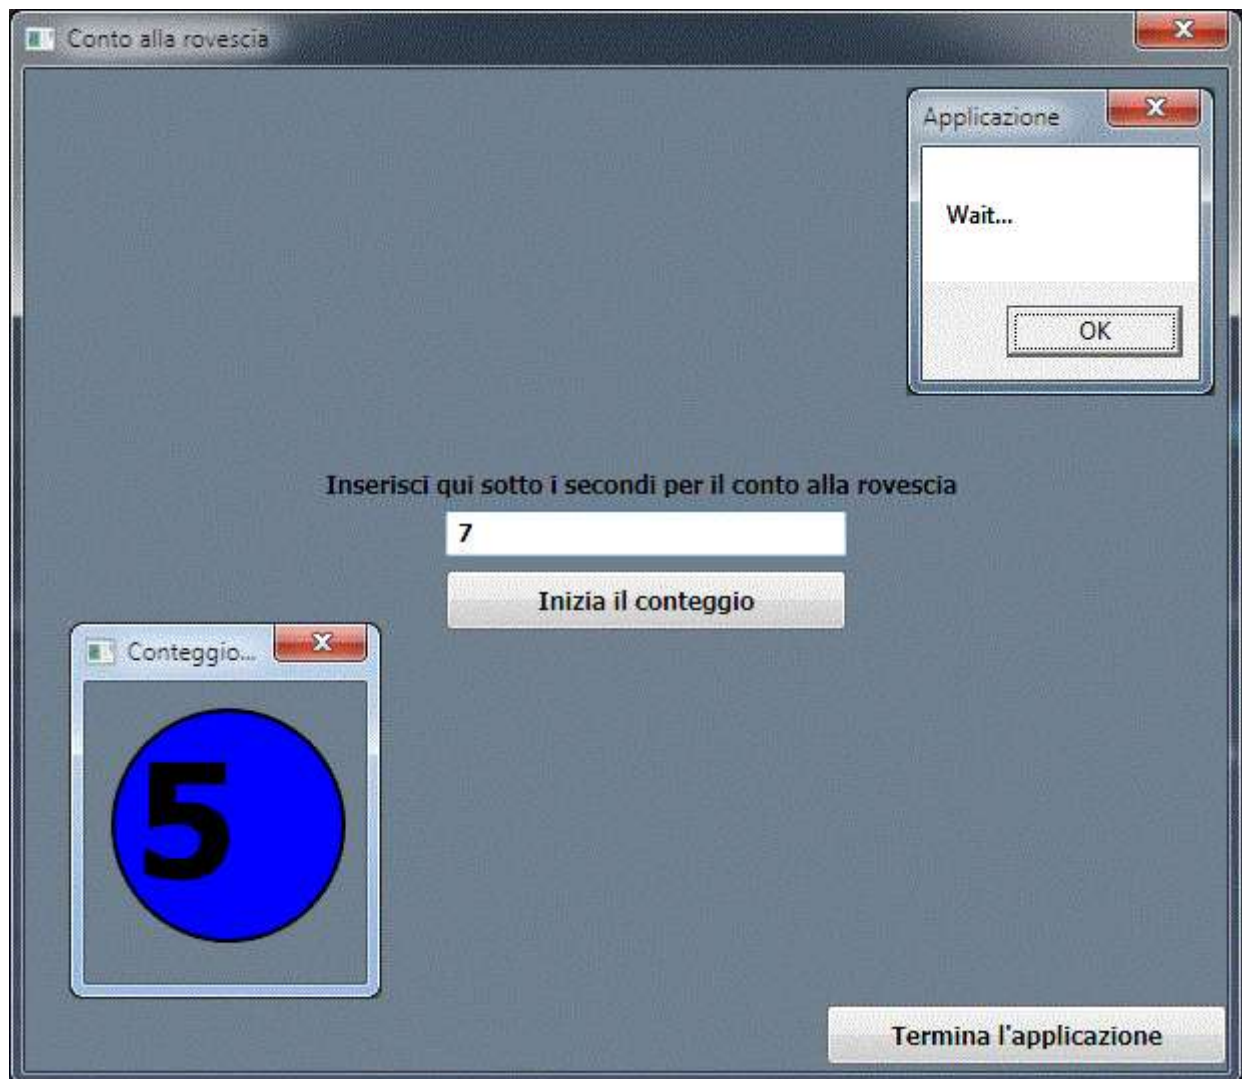 Conto alla rovescia
Applicazione
Wait...
OK
Inserisci qui sotto i secondi per il conto alla rovescia
7
Inizia il conteggio
Conteggio...
5
Termina l'applicazione